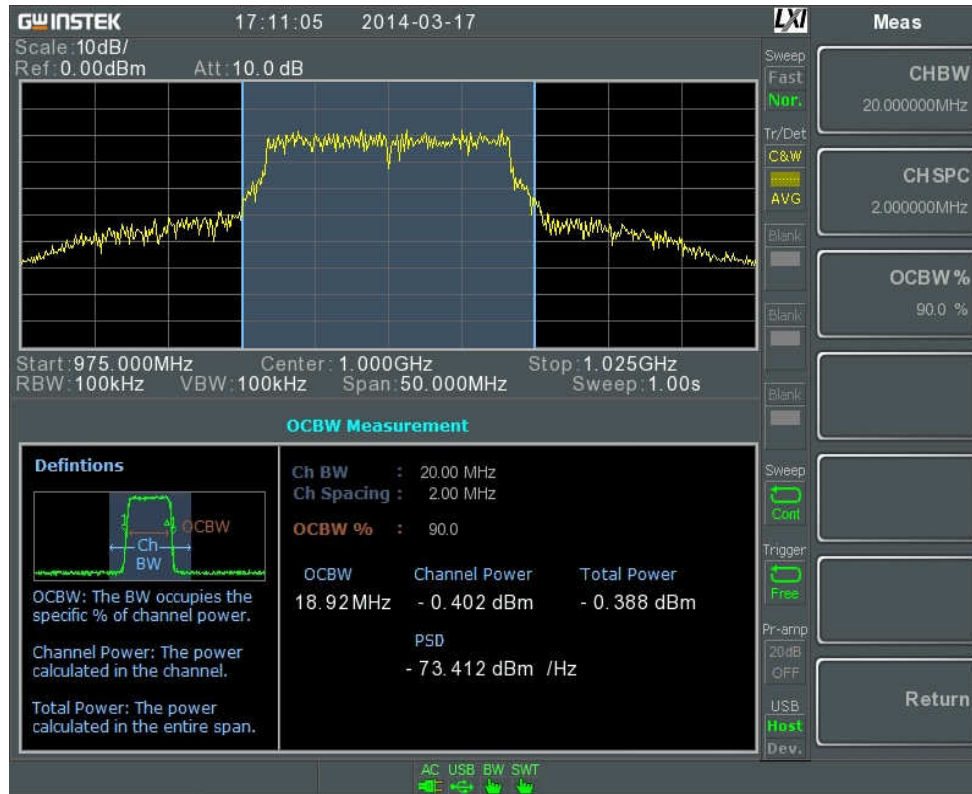 GWINSTEK 17:11:05 2014-03-17 LXI Meas
Scale:10dB/
Ref:0.00dBm Att:10.0 dB
Start:975.000MHz Center:1.000GHz Stop:1.025GHz
RBW:100kHz VBW:100kHz Span:50.000MHz Sweep:1.00s
OCBW Measurement
Defintions
OCBW
Ch
BW
OCBW: The BW occupies the
specific % of channel power.
Channel Power: The power
calculated in the channel.
Total Power: The power
calculated in the entire span.
Ch BW : 20.00 MHz
Ch Spacing : 2.00 MHz
OCBW % : 90.0
OCBW Channel Power Total Power
18.92MHz - 0.402 dBm - 0.388 dBm
PSD
- 73.412 dBm /Hz
Sweep
Fast
Nor.
Tr/Det
C&W
AVG
Blank
Blank
Blank
Sweep
Cont
Trigger
Free
Pr-amp
20dB
OFF
USB
Host
Dev.
CHBW
20.000000MHz
CH SPC
2.000000MHz
OCBW %
90.0 %
Return
AC USB BW SWT